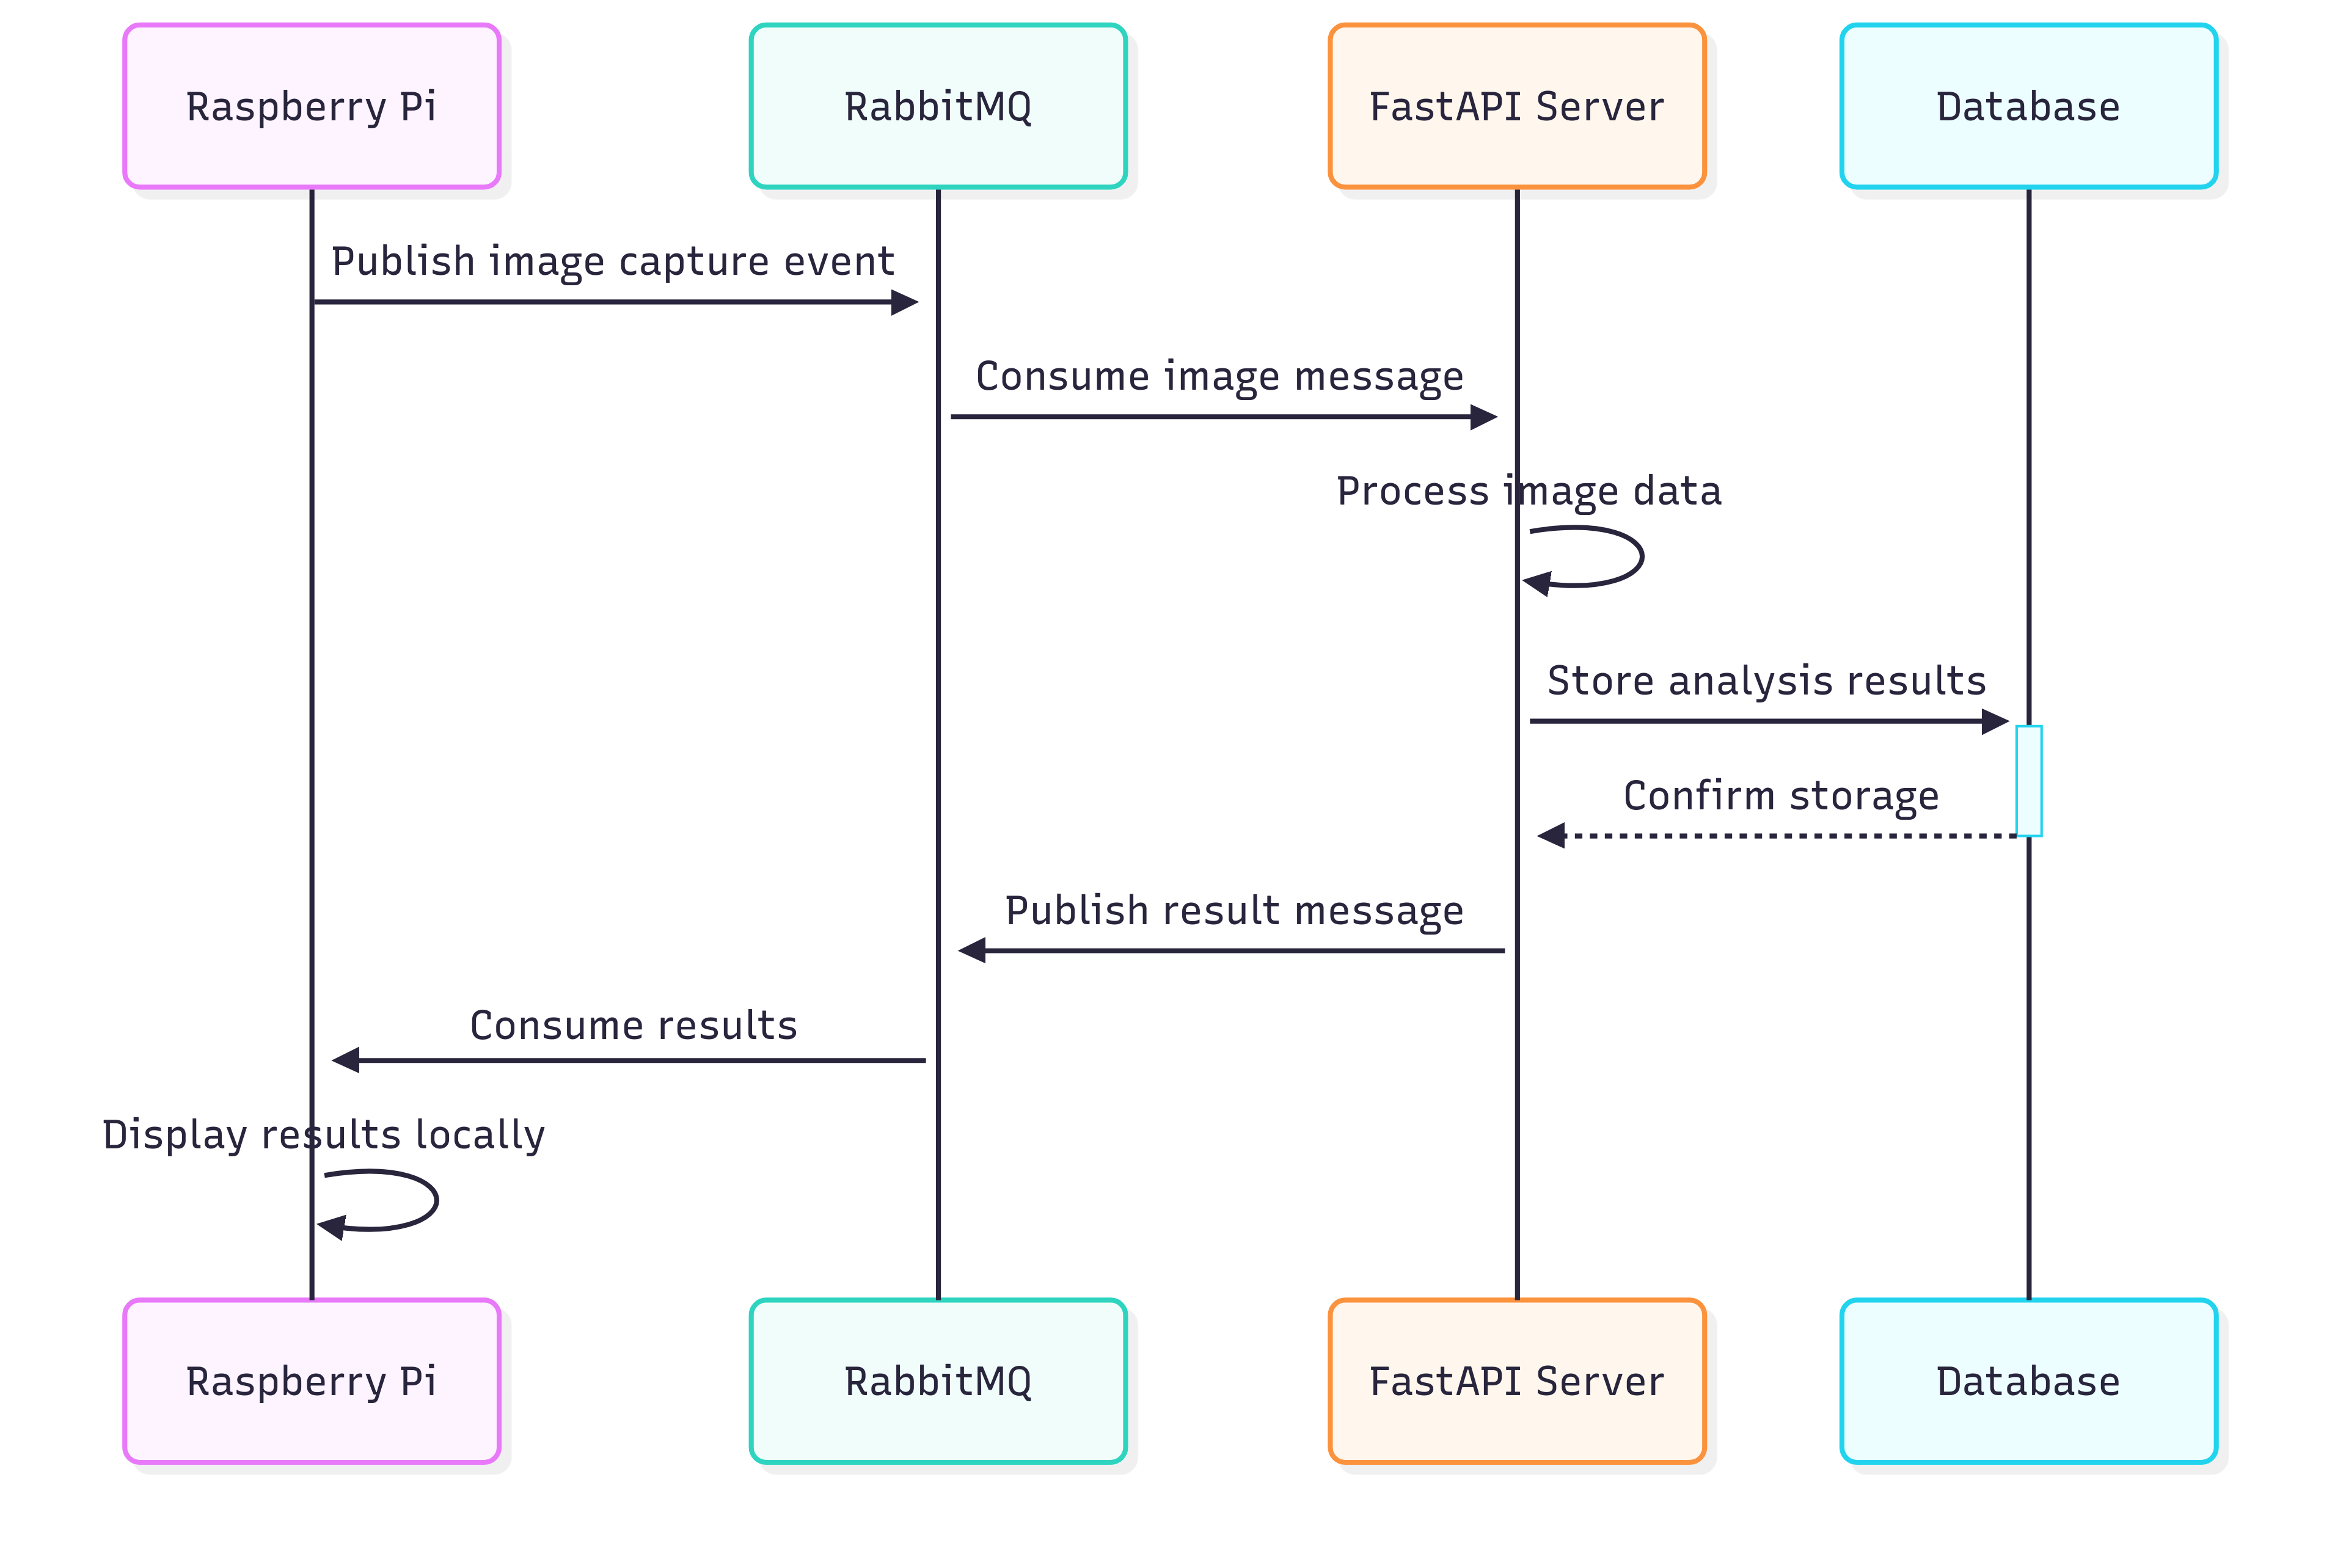 Raspberry Pi
RabbitMQ
FastAPI Server
Database
Publish image capture event
Consume image message
Process image data
Store analysis results
Confirm storage
Publish result message
Consume results
Display results locally
Raspberry Pi
RabbitMQ
FastAPI Server
Database